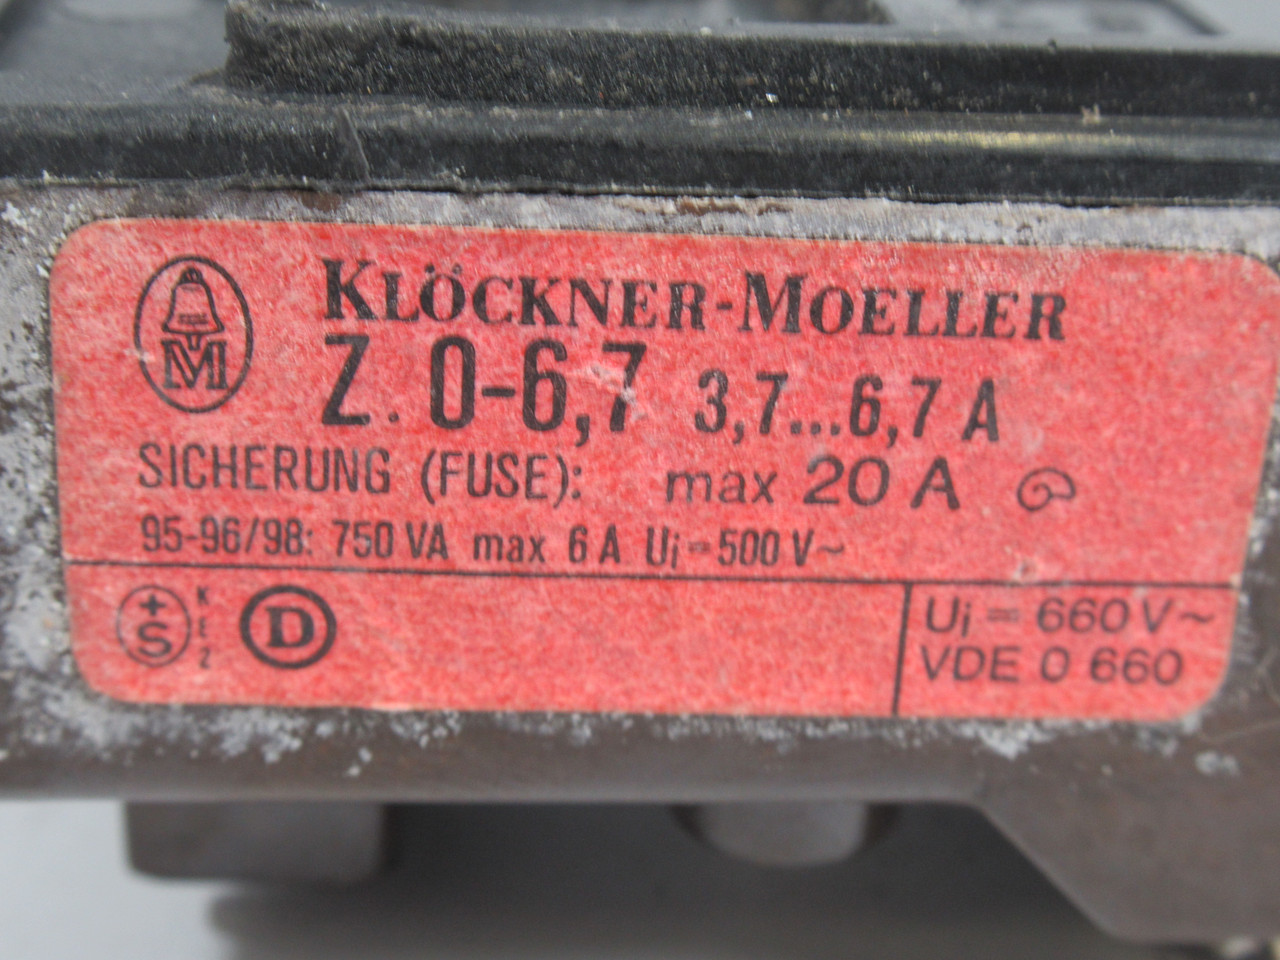 M
KLÖCKNER-MOELLER
Z. 0-6,7 3,7...6,7 A
SICHERUNG (FUSE): max 20 A
95-96/98: 750 VA max 6 A Ui=500 V~
+S D
Ui = 660 V~
VDE 0 660